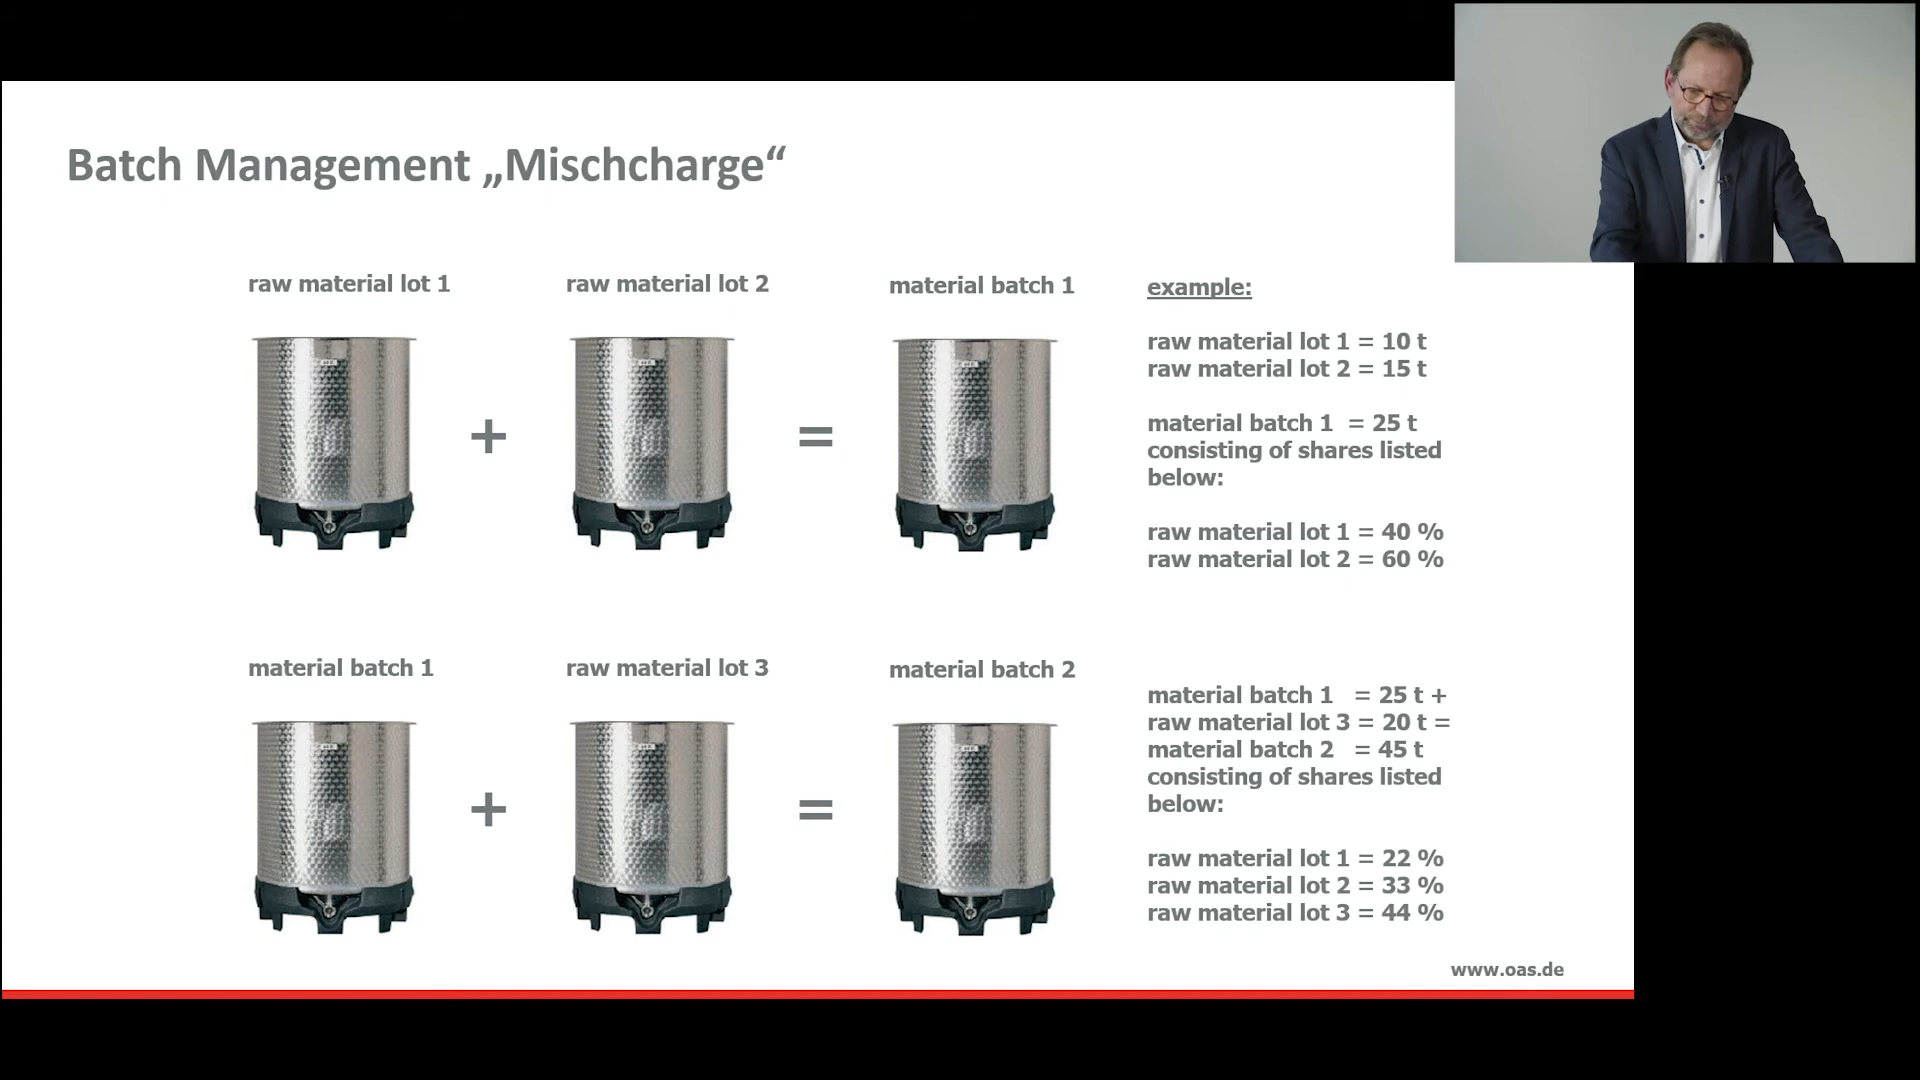 Batch Management „Mischcharge“
raw material lot 1
raw material lot 2
material batch 1
+
=
example:
raw material lot 1 = 10 t
raw material lot 2 = 15 t
material batch 1 = 25 t
consisting of shares listed
below:
raw material lot 1 = 40 %
raw material lot 2 = 60 %
material batch 1
raw material lot 3
material batch 2
+
=
material batch 1 = 25 t +
raw material lot 3 = 20 t =
material batch 2 = 45 t
consisting of shares listed
below:
raw material lot 1 = 22 %
raw material lot 2 = 33 %
raw material lot 3 = 44 %
www.oas.de